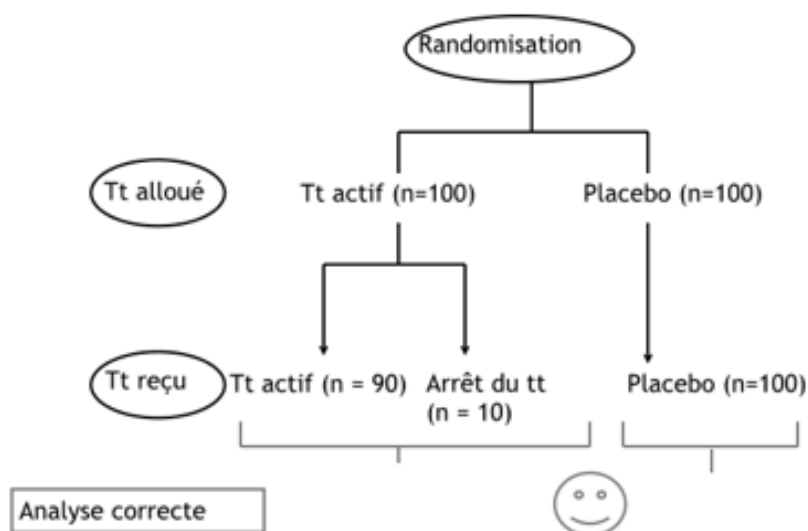 Randomisation
Tt alloué
Tt actif (n=100)
Placebo (n=100)
Tt reçu
Tt actif (n = 90)
Arrêt du tt
(n = 10)
Placebo (n=100)
Analyse correcte